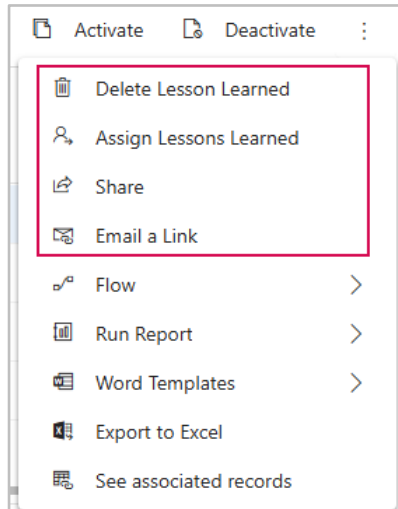 Activate Deactivate
Delete Lesson Learned
Assign Lessons Learned
Share
Email a Link
Flow
Run Report
Word Templates
Export to Excel
See associated records